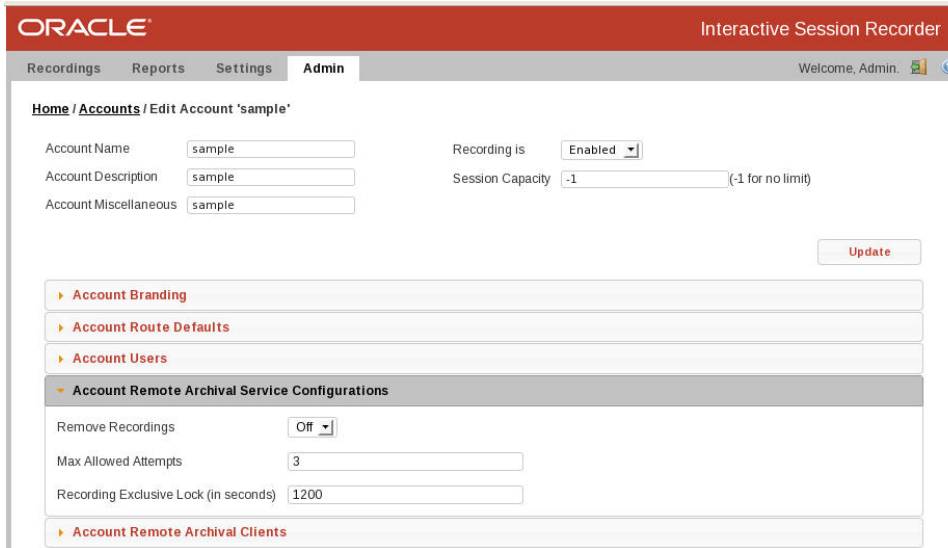 ORACLE®
Interactive Session Recorder
Recordings Reports Settings Admin
Welcome, Admin.
Home / Accounts / Edit Account 'sample'
Account Name sample
Recording is Enabled
Account Description sample
Session Capacity -1 (-1 for no limit)
Account Miscellaneous sample
Update
Account Branding
Account Route Defaults
Account Users
Account Remote Archival Service Configurations
Remove Recordings Off
Max Allowed Attempts 3
Recording Exclusive Lock (in seconds) 1200
Account Remote Archival Clients